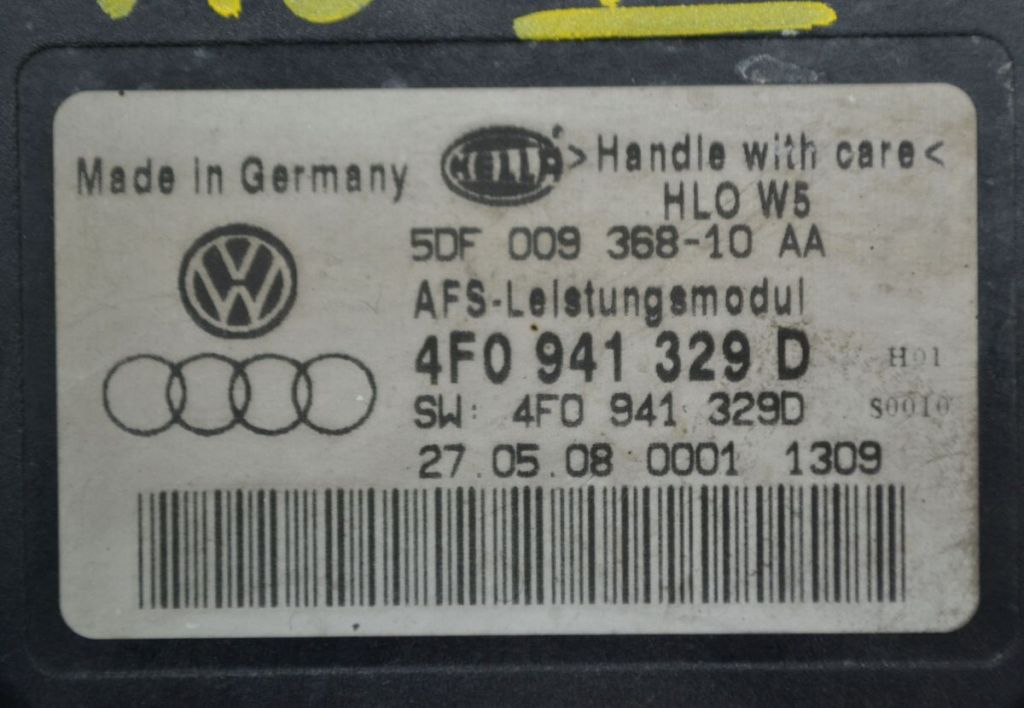 Made in Germany
HELLA
>Handle with care<
HLO W5
5DF 009 368-10 AA
AFS-Leistungsmodul
4F0 941 329 D
H01
SW: 4F0 941 329D
S0010
27.05.08 0001 1309